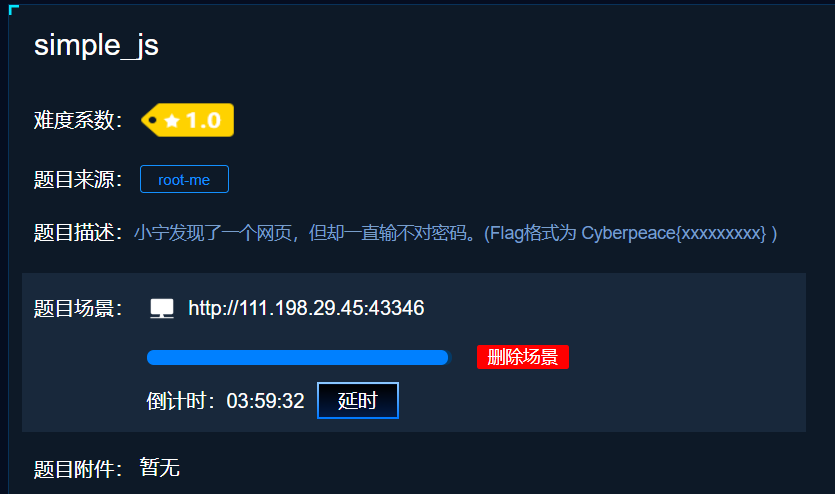 simple_js
难度系数： 1.0
题目来源： root-me
题目描述：小宁发现了一个网页，但却一直输不对密码。(Flag格式为 Cyberpeace{xxxxxxxxx} )
题目场景： http://111.198.29.45:43346
删除场景
倒计时：03:59:32 延时
题目附件： 暂无